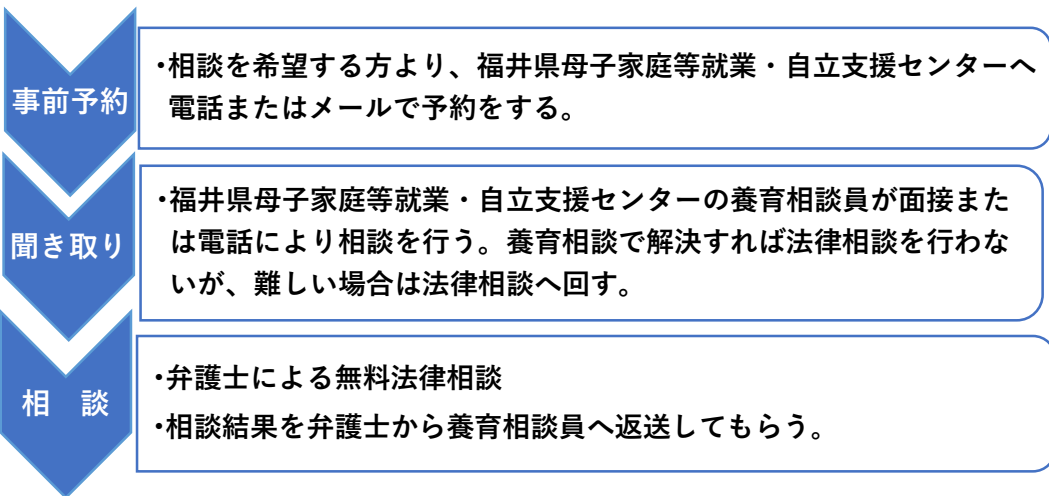 事前予約
・相談を希望する方より、福井県母子家庭等就業・自立支援センターへ
電話またはメールで予約をする。
聞き取り
・福井県母子家庭等就業・自立支援センターの養育相談員が面接また
は電話により相談を行う。養育相談で解決すれば法律相談を行わな
いが、難しい場合は法律相談へ回す。
相　談
・弁護士による無料法律相談
・相談結果を弁護士から養育相談員へ返送してもらう。